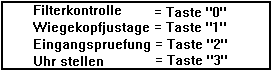 Filterkontrolle = Taste "0"
Wiegekopfjustage = Taste "1"
Eingangspruefung = Taste "2"
Uhr stellen = Taste "3"